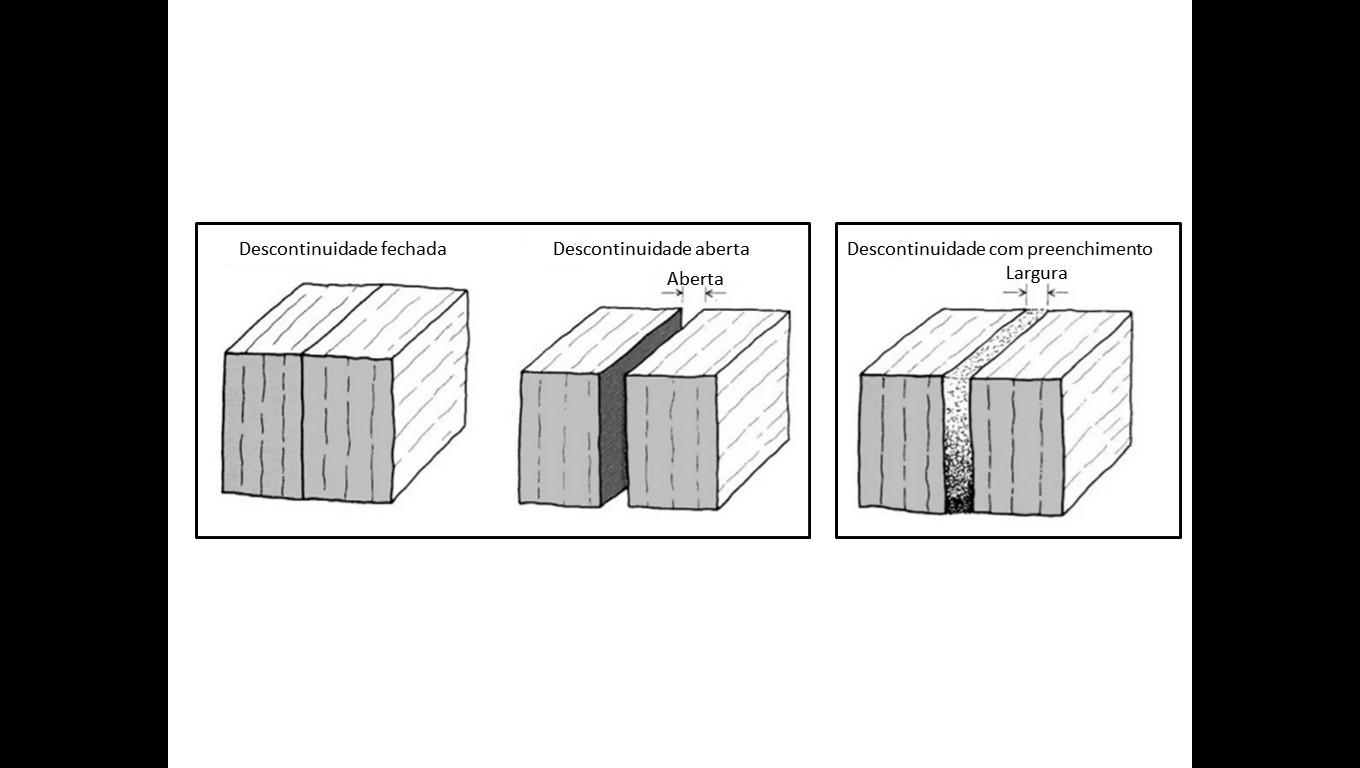 Descontinuidade fechada
Descontinuidade aberta
Aberta
Descontinuidade com preenchimento
Largura